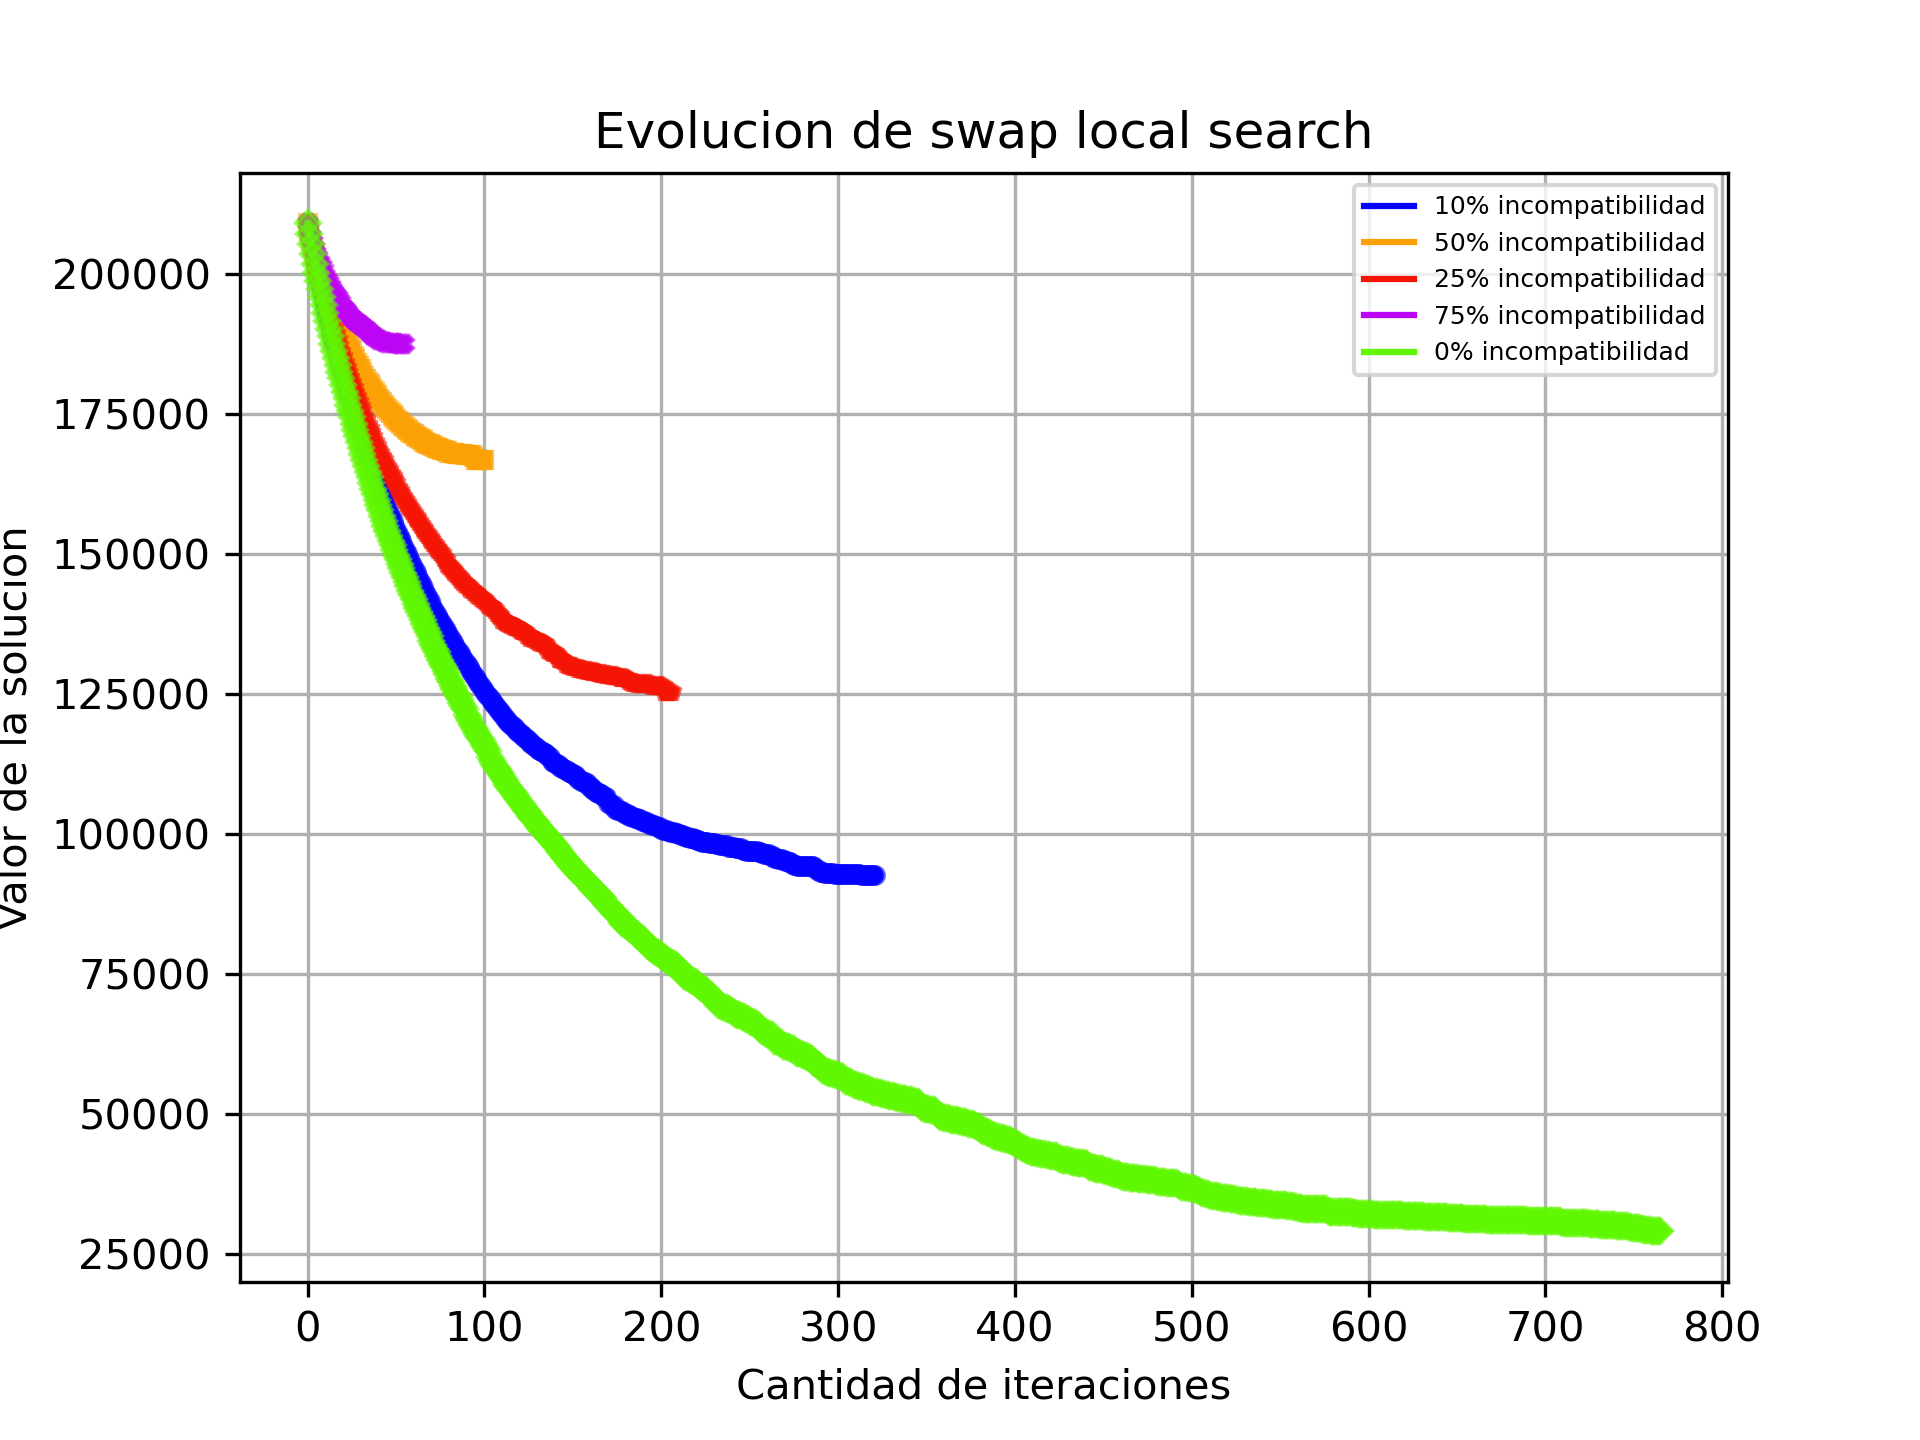 Evolucion de swap local search
10% incompatibilidad
50% incompatibilidad
25% incompatibilidad
75% incompatibilidad
0% incompatibilidad
200000
175000
150000
125000
100000
75000
50000
25000
Valor de la solucion
0 100 200 300 400 500 600 700 800
Cantidad de iteraciones